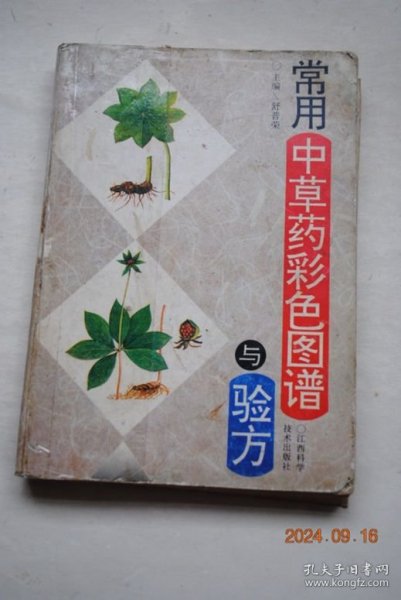 常用
中草药彩色图谱
与
验方
○主编／舒普荣
○江西科学
技术出版社
2024.09.16
孔夫子旧书网
www.kongfz.com